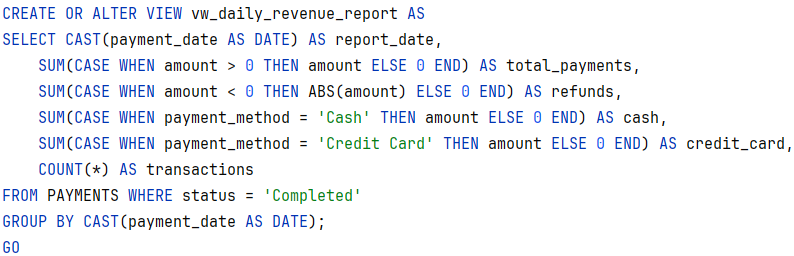 CREATE OR ALTER VIEW vw_daily_revenue_report AS
SELECT CAST(payment_date AS DATE) AS report_date,
    SUM(CASE WHEN amount > 0 THEN amount ELSE 0 END) AS total_payments,
    SUM(CASE WHEN amount < 0 THEN ABS(amount) ELSE 0 END) AS refunds,
    SUM(CASE WHEN payment_method = 'Cash' THEN amount ELSE 0 END) AS cash,
    SUM(CASE WHEN payment_method = 'Credit Card' THEN amount ELSE 0 END) AS credit_card,
    COUNT(*) AS transactions
FROM PAYMENTS WHERE status = 'Completed'
GROUP BY CAST(payment_date AS DATE);
GO